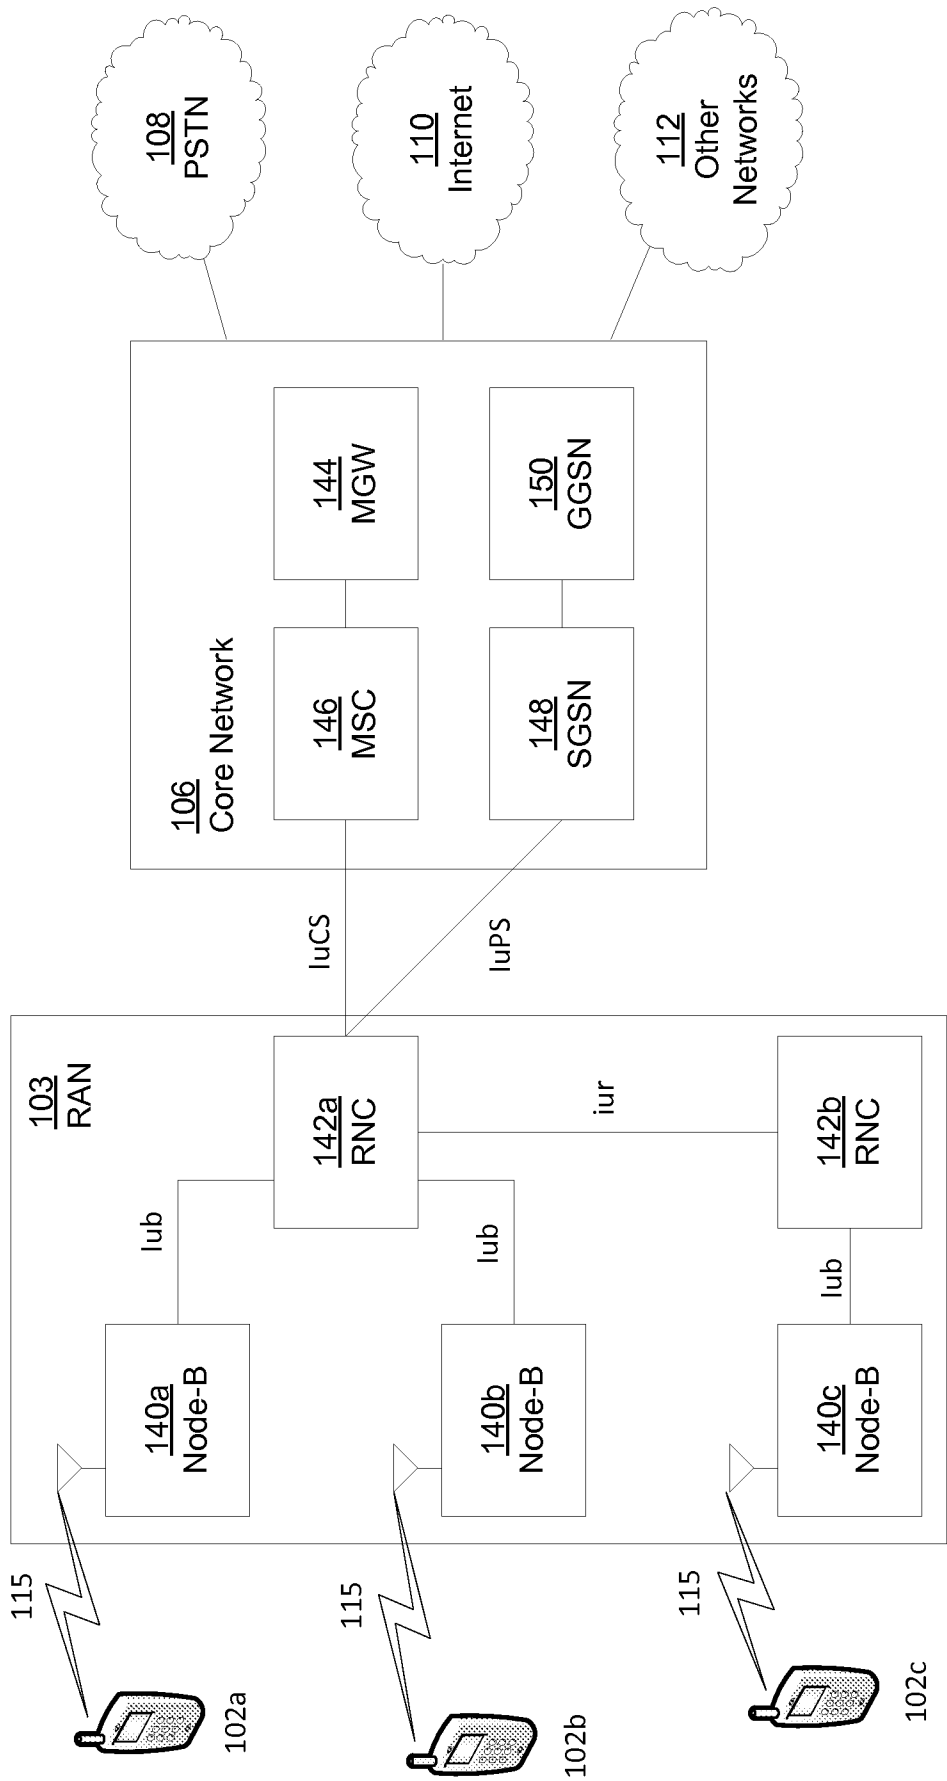 115
102a
115
102b
115
102c
103
RAN
140a
Node-B
140b
Node-B
140c
Node-B
Iub
Iub
Iub
142a
RNC
142b
RNC
iur
IuCS
IuPS
106
Core Network
146
MSC
144
MGW
148
SGSN
150
GGSN
108
PSTN
110
Internet
112
Other
Networks